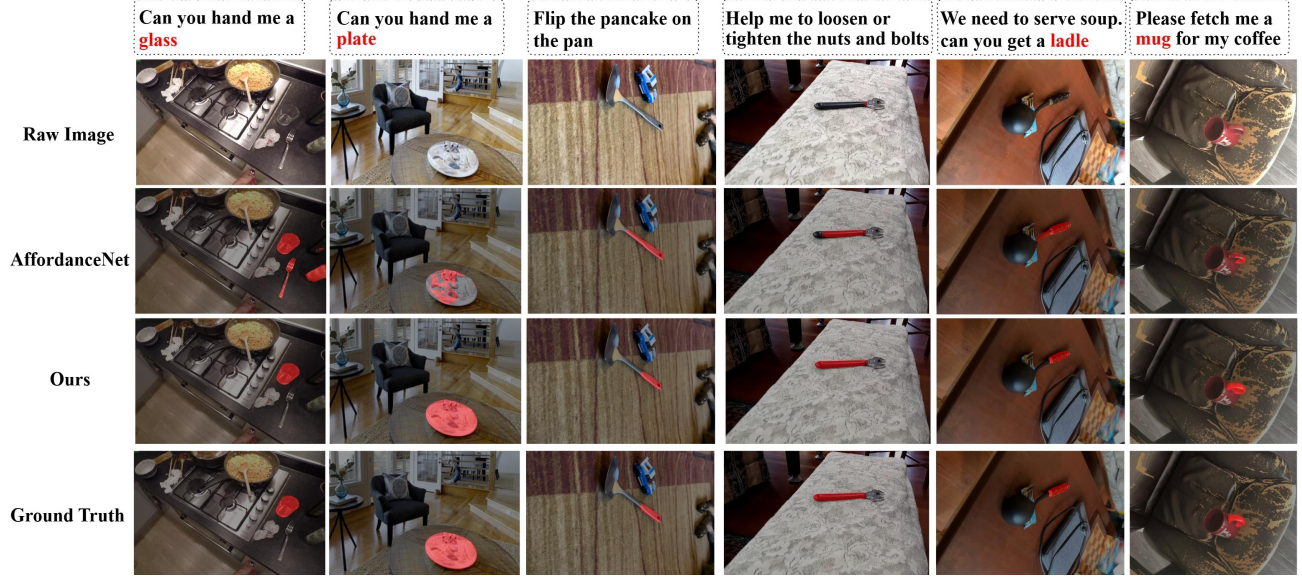 Can you hand me a
glass
Can you hand me a
plate
Flip the pancake on
the pan
Help me to loosen or
tighten the nuts and bolts
We need to serve soup.
can you get a ladle
Please fetch me a
mug for my coffee
Raw Image
AffordanceNet
Ours
Ground Truth